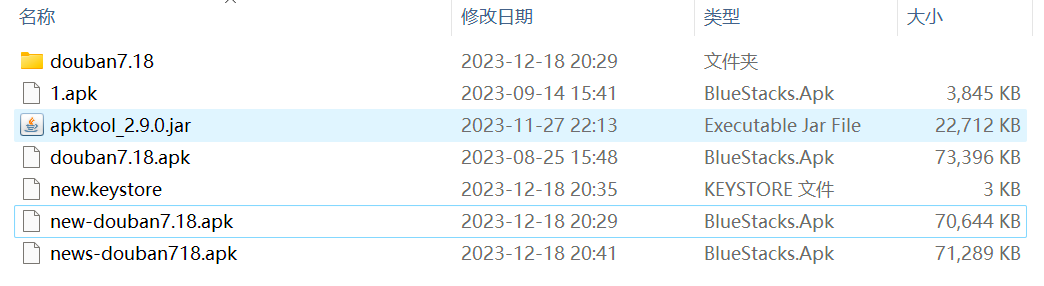 名称 修改日期 类型 大小
douban7.18 2023-12-18 20:29 文件夹
1.apk 2023-09-14 15:41 BlueStacks.Apk 3,845 KB
apktool_2.9.0.jar 2023-11-27 22:13 Executable Jar File 22,712 KB
douban7.18.apk 2023-08-25 15:48 BlueStacks.Apk 73,396 KB
new.keystore 2023-12-18 20:35 KEYSTORE 文件 3 KB
new-douban7.18.apk 2023-12-18 20:29 BlueStacks.Apk 70,644 KB
news-douban718.apk 2023-12-18 20:41 BlueStacks.Apk 71,289 KB